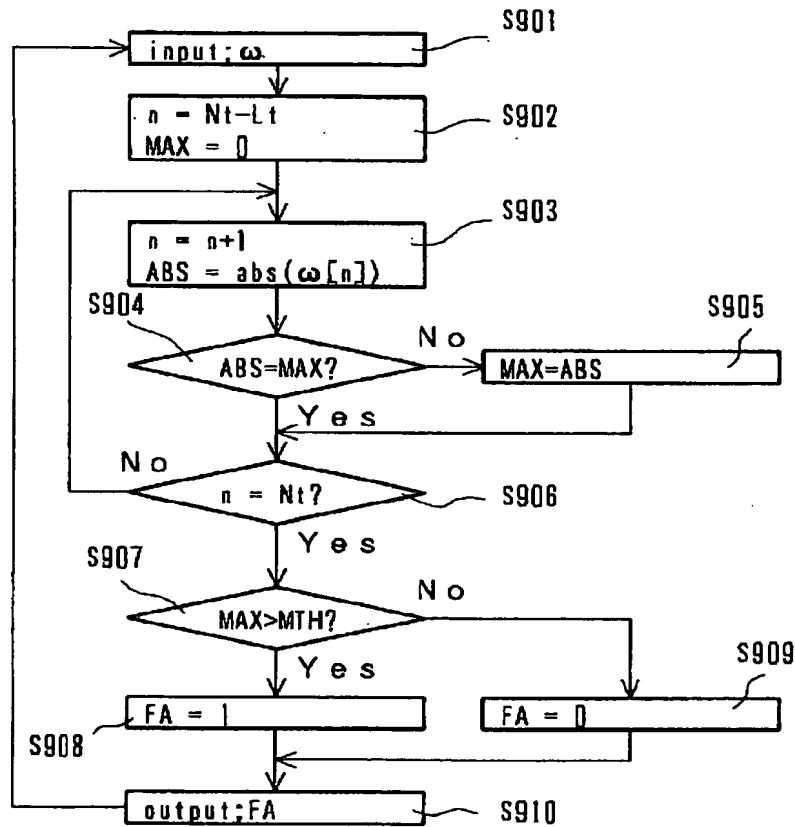 S901
input;ω
n = Nt-Lt
MAX = 0
S902
S903
n = n+1
ABS = abs(ω[n])
S904
S905
No
ABS=MAX?
MAX=ABS
Yes
No
n = Nt?
S906
Yes
S907
No
MAX>MTH?
Yes
S909
FA = 1
FA = 0
S908
output;FA
S910